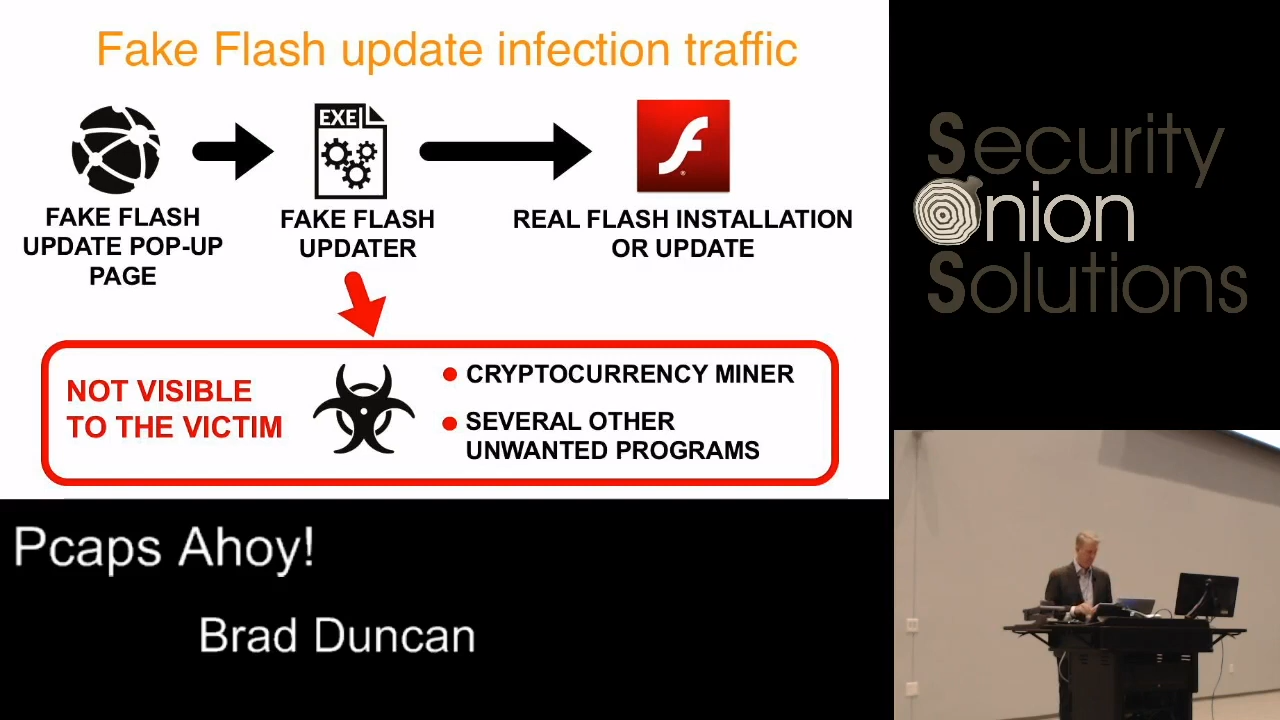 Fake Flash update infection traffic
EXE
FAKE FLASH
UPDATE POP-UP
PAGE
FAKE FLASH
UPDATER
REAL FLASH INSTALLATION
OR UPDATE
NOT VISIBLE
TO THE VICTIM
CRYPTOCURRENCY MINER
SEVERAL OTHER
UNWANTED PROGRAMS
Security
Onion
Solutions
Pcaps Ahoy!
Brad Duncan